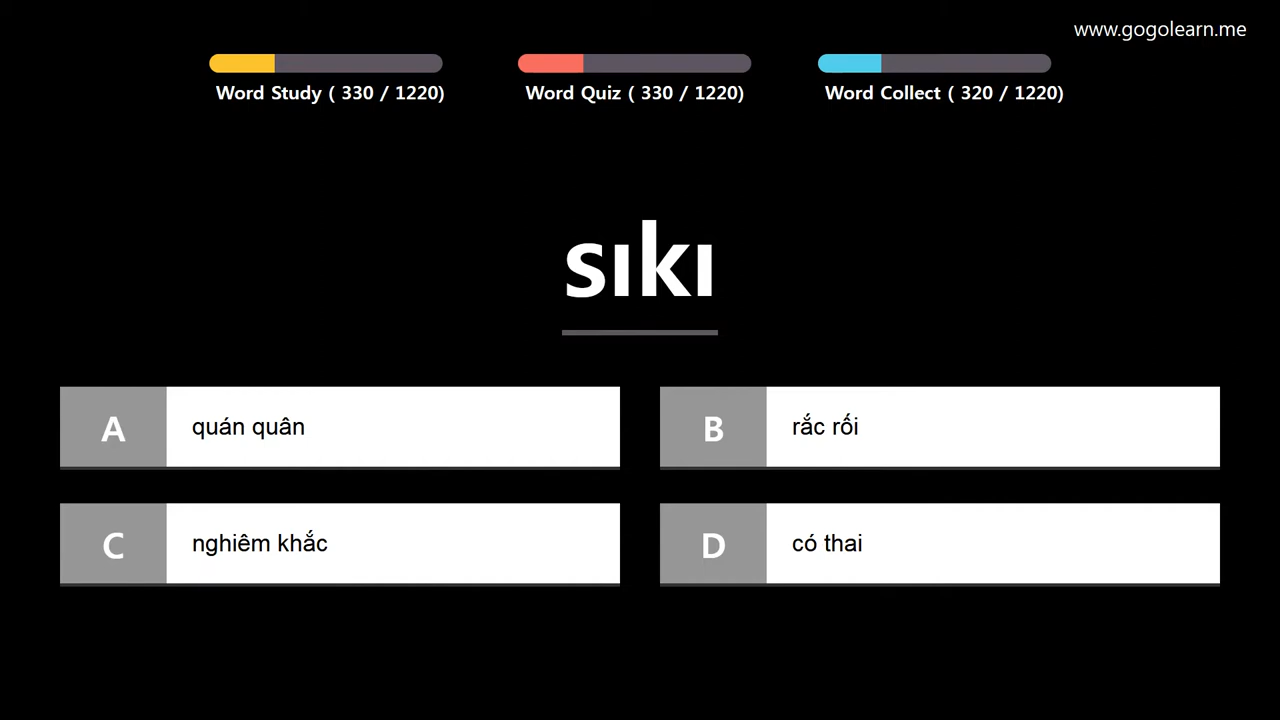 www.gogolearn.me
Word Study ( 330 / 1220)
Word Quiz ( 330 / 1220)
Word Collect ( 320 / 1220)
sıkı
A quán quân
B rắc rối
C nghiêm khắc
D có thai